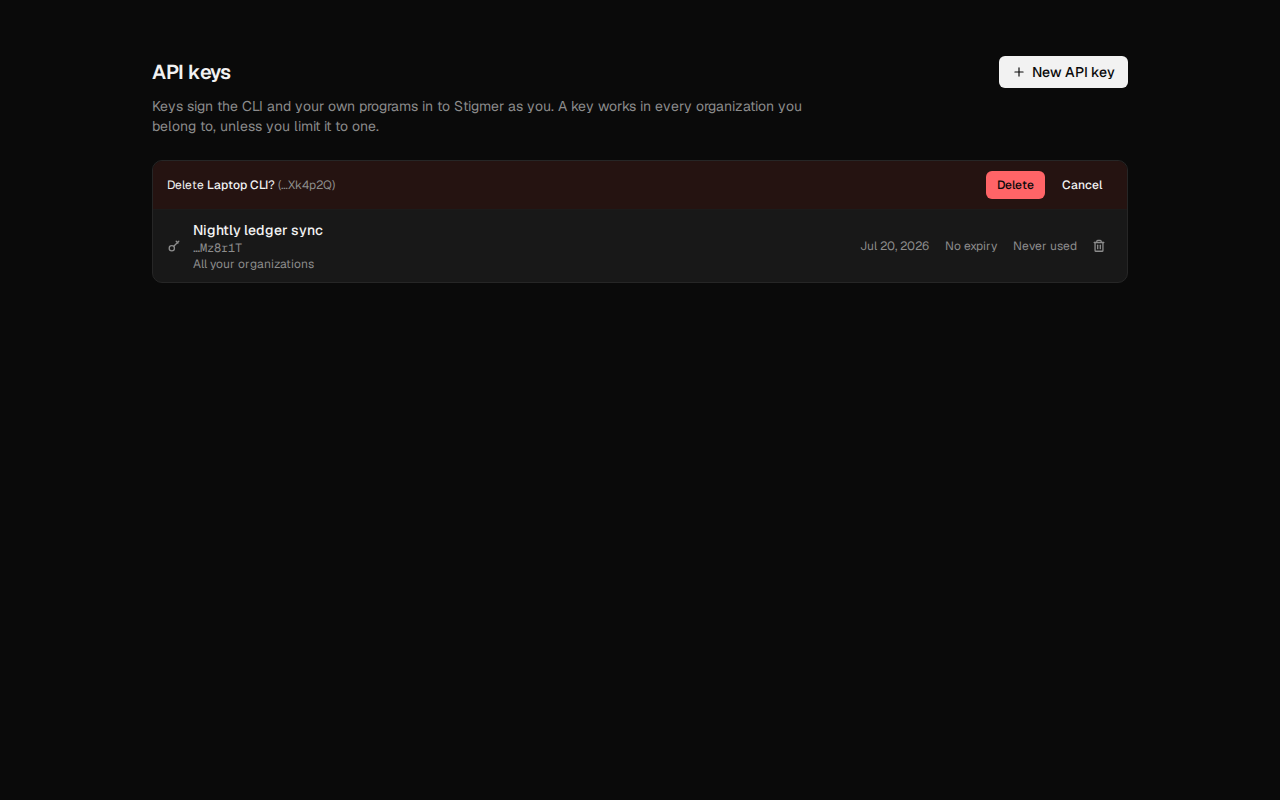 API keys
New API key
Keys sign the CLI and your own programs in to Stigmer as you. A key works in every organization you
belong to, unless you limit it to one.
Delete Laptop CLI? (…Xk4p2Q) Delete Cancel
Nightly ledger sync
…Mz8r1T
All your organizations
Jul 20, 2026 No expiry Never used